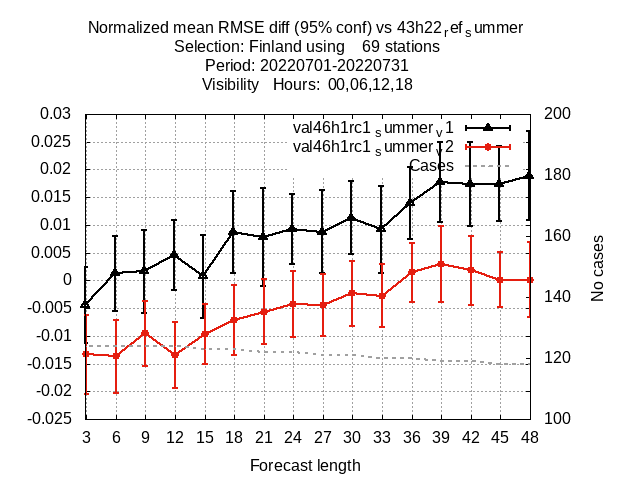 Normalized mean RMSE diff (95% conf) vs 43h22refsummer
Selection: Finland using 69 stations
Period: 20220701-20220731
Visibility Hours: 00,06,12,18
0.03
0.025
0.02
0.015
0.01
0.005
0
-0.005
-0.01
-0.015
-0.02
-0.025
val46h1rc1summerv1
val46h1rc1summerv2
Cases
200
180
160
140
120
100
No cases
3 6 9 12 15 18 21 24 27 30 33 36 39 42 45 48
Forecast length